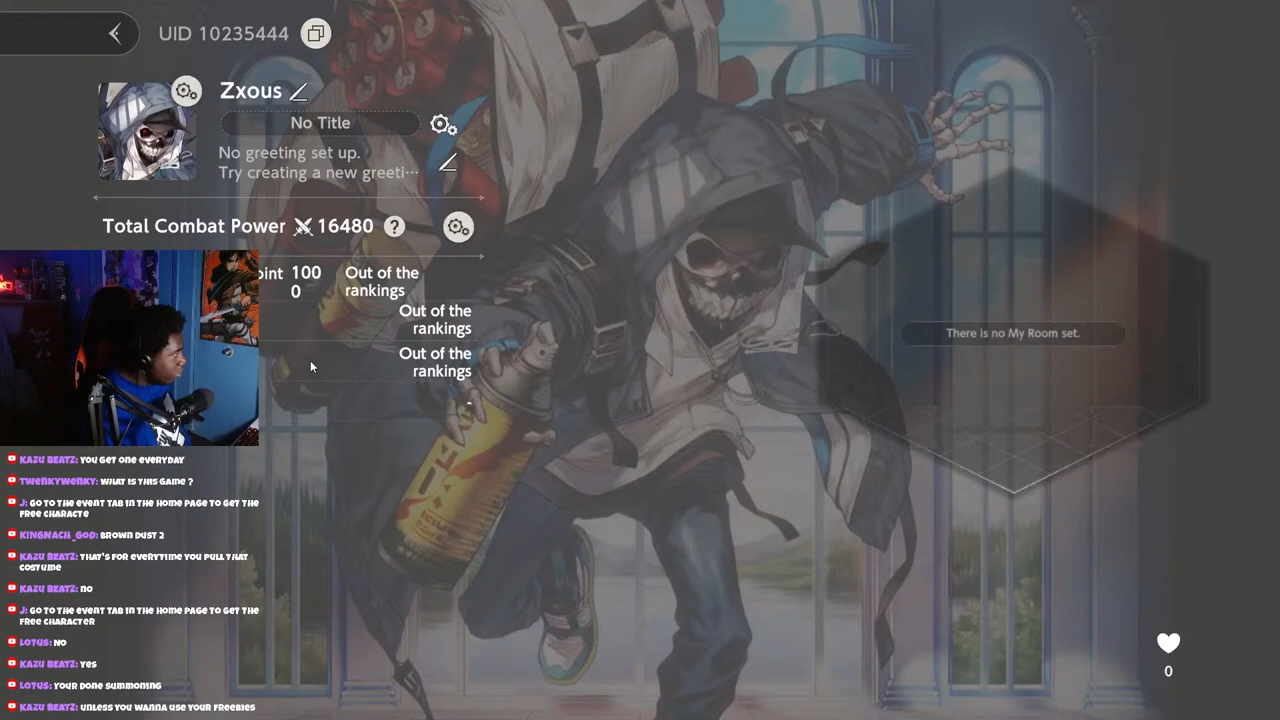 UID 10235444
Zxous
No Title
No greeting set up.
Try creating a new greeti···
Total Combat Power 16480 ?
oint 100 Out of the
0 rankings
Out of the
rankings
Out of the
rankings
-
There is no My Room set.
0
KAZU BEATZ: YOU GET ONE EVERYDAY
TWENKYWENKY: WHAT IS THIS GAME ?
J: GO TO THE EVENT TAB IN THE HOME PAGE TO GET THE
FREE CHARACTE
KINGNACH_GOD: BROWN DUST 2
KAZU BEATZ: THAT'S FOR EVERYTIME YOU PULL THAT
COSTUME
KAZU BEATZ: NO
J: GO TO THE EVENT TAB IN THE HOME PAGE TO GET THE
FREE CHARACTER
LOTUS: NO
KAZU BEATZ: YES
LOTUS: YOUR DONE SUMMONING
KAZU BEATZ: UNLESS YOU WANNA USE YOUR FREEBIES